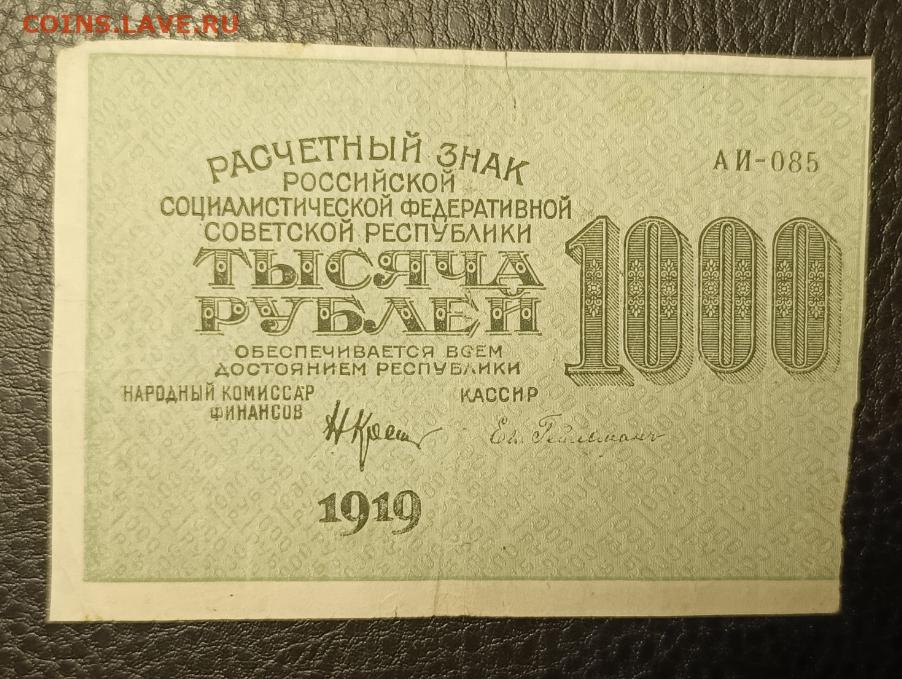 COINS.LAVE.RU
РАСЧЕТНЫЙ ЗНАК
РОССИЙСКОЙ
СОЦИАЛИСТИЧЕСКОЙ ФЕДЕРАТИВНОЙ
СОВЕТСКОЙ РЕСПУБЛИКИ
ТЫСЯЧА
РУБЛЕЙ
ОБЕСПЕЧИВАЕТСЯ ВСЕМ
ДОСТОЯНИЕМ РЕСПУБЛИКИ
НАРОДНЫЙ КОМИССАР
ФИНАНСОВ
КАССИР
1919
АИ-085
1000